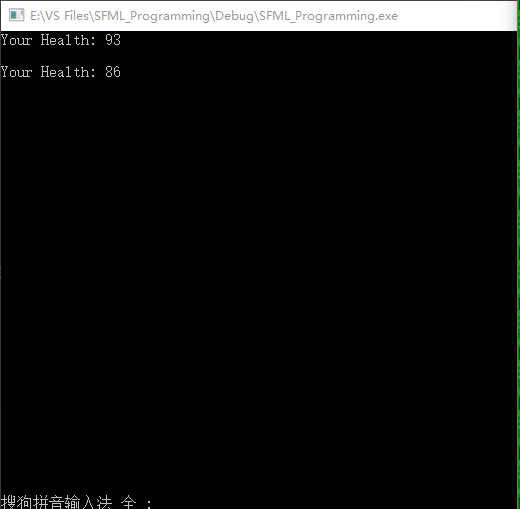 E:\VS Files\SFML_Programming\Debug\SFML_Programming.exe
Your Health: 93
Your Health: 86
搜狗拼音输入法 全 :